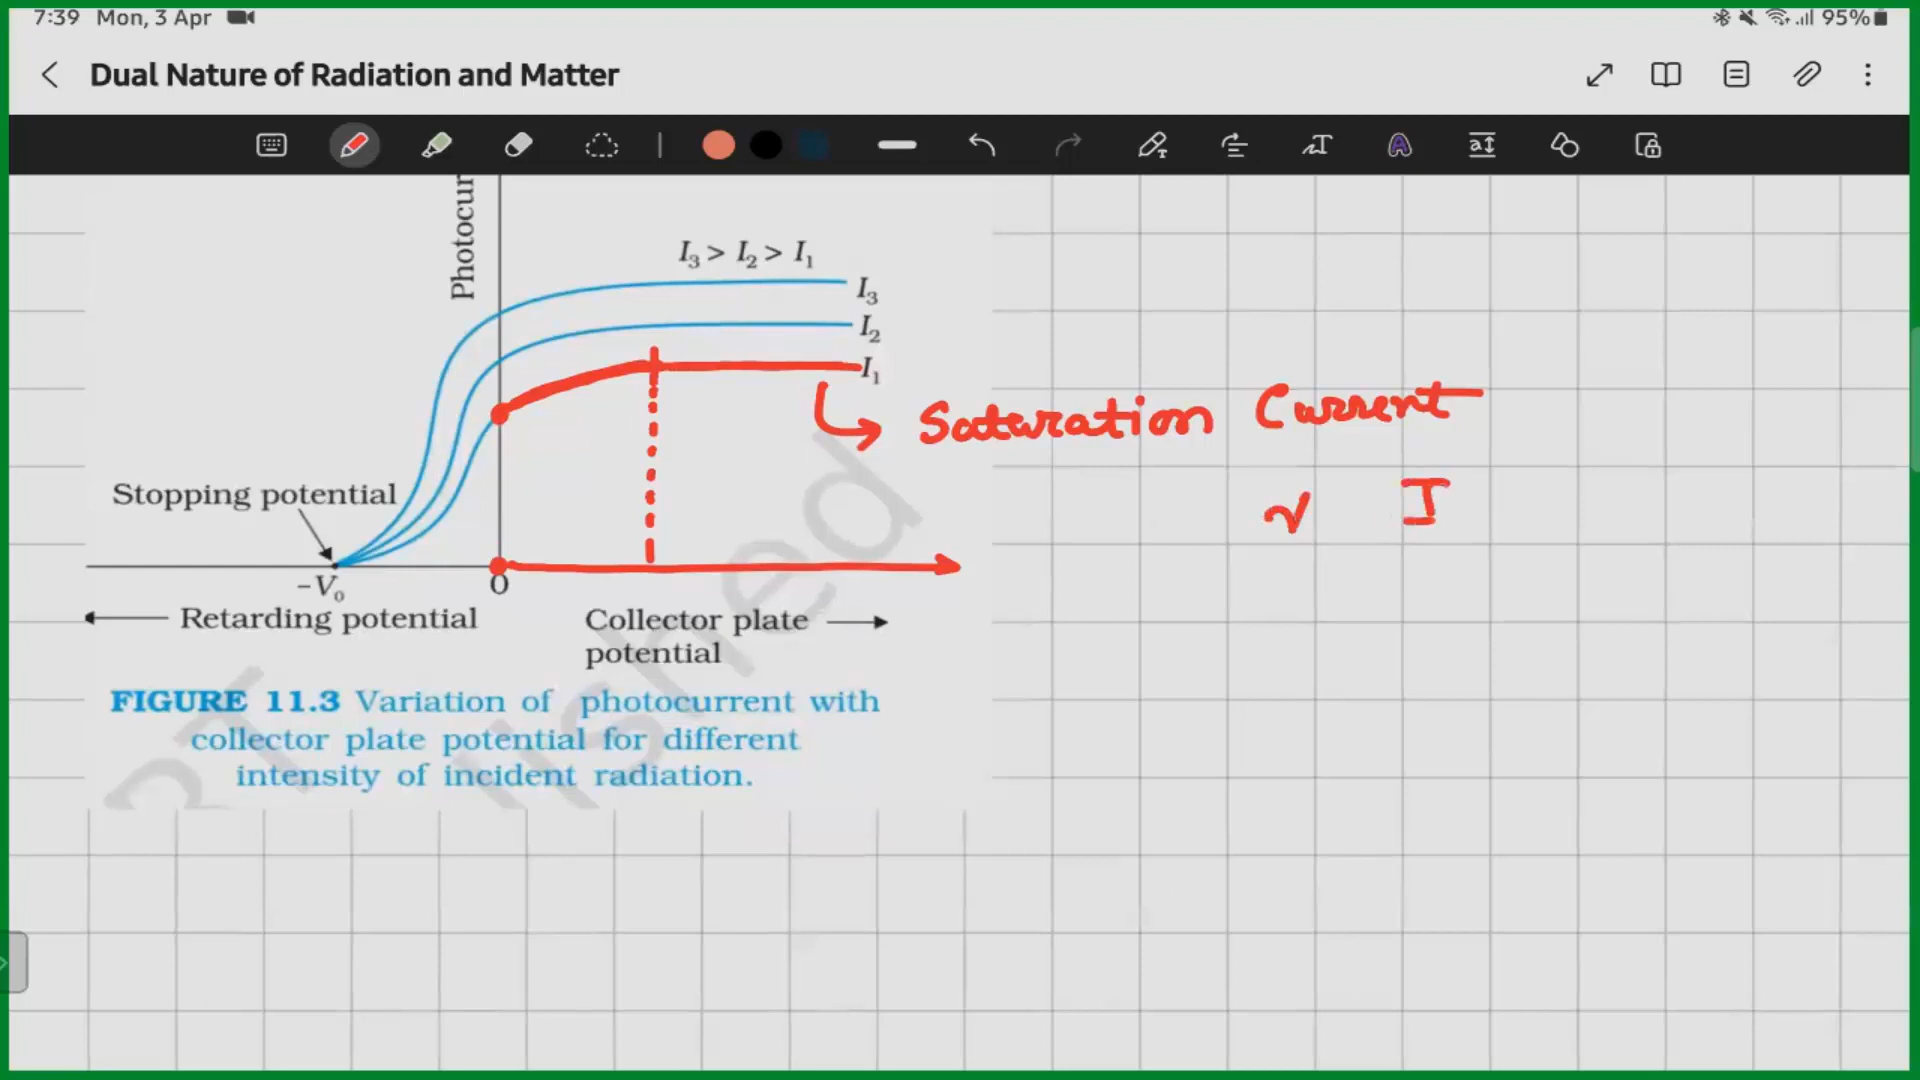 7:39 Mon, 3 Apr 95%
Dual Nature of Radiation and Matter
Photocur
I₃ > I₂ > I₁
I₃
I₂
I₁
Saturation Current
Stopping potential
ν I
−V₀
0
Retarding potential
Collector plate
potential
FIGURE 11.3 Variation of photocurrent with
collector plate potential for different
intensity of incident radiation.